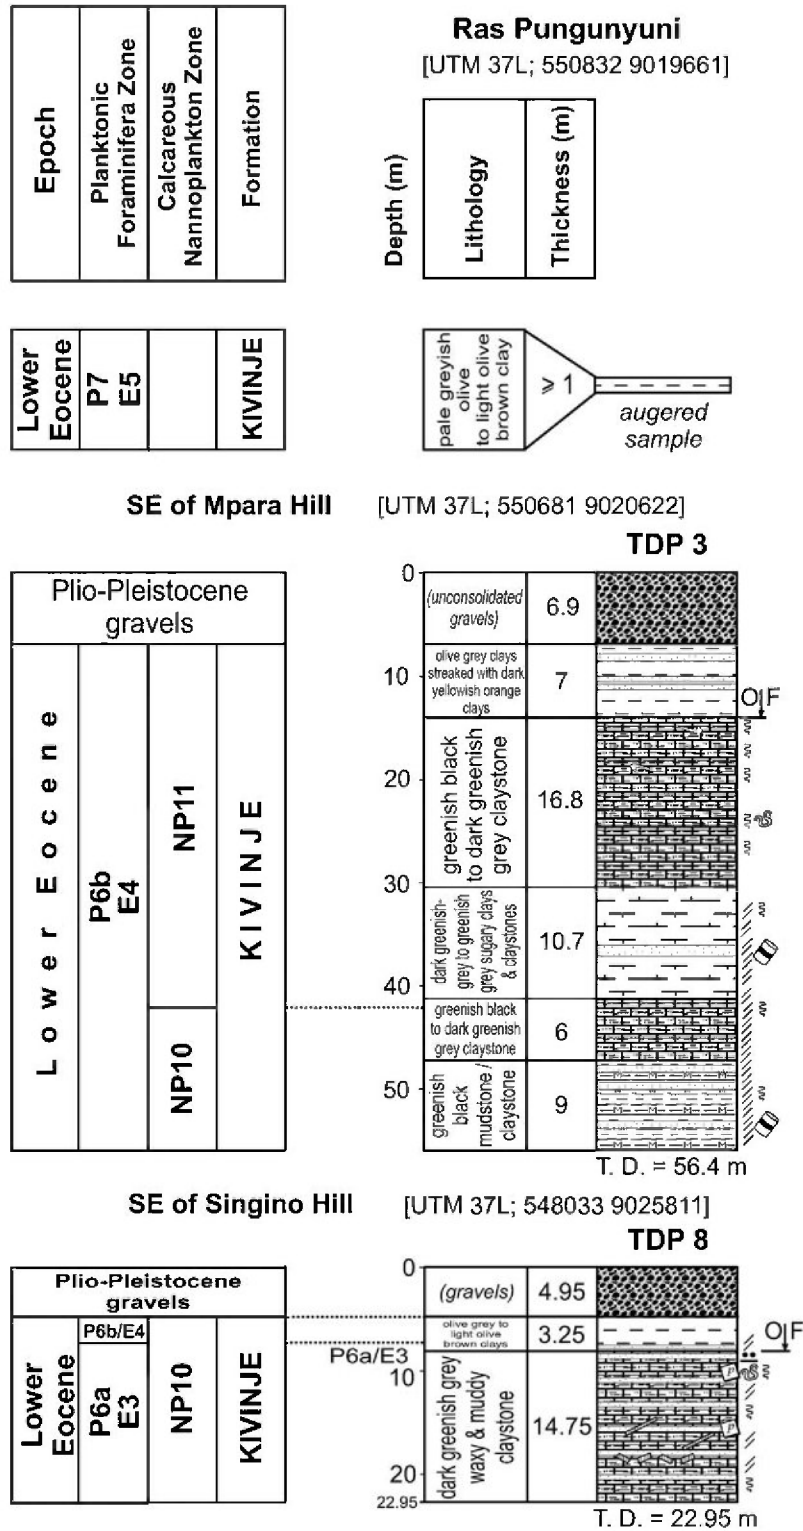 Ras Pungunyuni
[UTM 37L; 550832 9019661]
Epoch
Planktonic
Foraminifera Zone
Calcareous
Nannoplankton Zone
Formation
Depth (m)
Lithology
Thickness (m)
Lower
Eocene
P7
E5
KIVINJE
pale greyish
olive
to light olive
brown clay
⩾ 1
augered
sample
SE of Mpara Hill [UTM 37L; 550681 9020622]
TDP 3
Plio-Pleistocene
gravels
Lower Eocene
P6b
E4
NP11
NP10
KIVINJE
0
10
20
30
40
50
(unconsolidated
gravels)
6.9
olive grey clays
streaked with dark
yellowish orange
clays
7
O F
greenish black
to dark greenish
grey claystone
16.8
dark greenish-
grey to greenish
grey sugary clays
& claystones
10.7
greenish black
to dark greenish
grey claystone
6
greenish
black
mudstone /
claystone
9
M M M M
M M M M
T. D. = 56.4 m
SE of Singino Hill [UTM 37L; 548033 9025811]
TDP 8
Plio-Pleistocene
gravels
Lower
Eocene
P6b/E4
P6a
E3
NP10
KIVINJE
0
P6a/E3
10
20
22.95
(gravels)
4.95
olive grey to
light olive
brown clays
3.25
O F
dark greenish grey
waxy & muddy
claystone
14.75
P
P
T. D. = 22.95 m